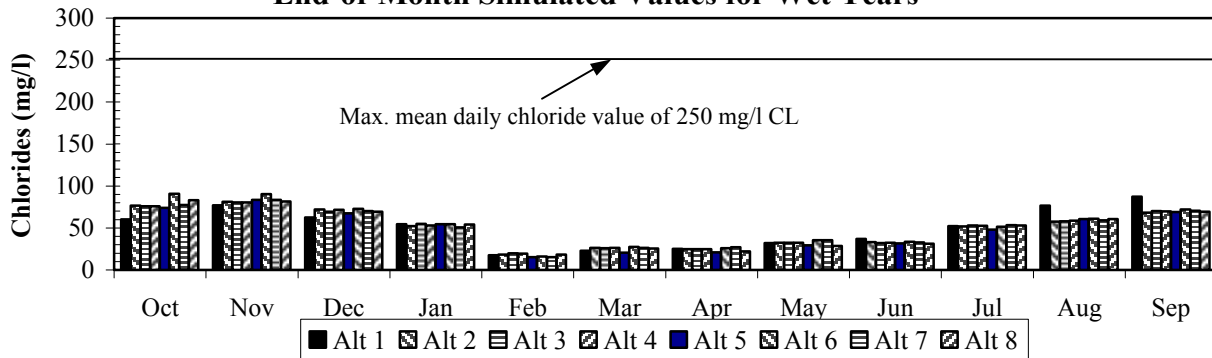 End-of-Month Simulated Values for Wet Years
300
250
200
150
100
50
0
Chlorides (mg/l)
Max. mean daily chloride value of 250 mg/l CL
Oct Nov Dec Jan Feb Mar Apr May Jun Jul Aug Sep
Alt 1 Alt 2 Alt 3 Alt 4 Alt 5 Alt 6 Alt 7 Alt 8